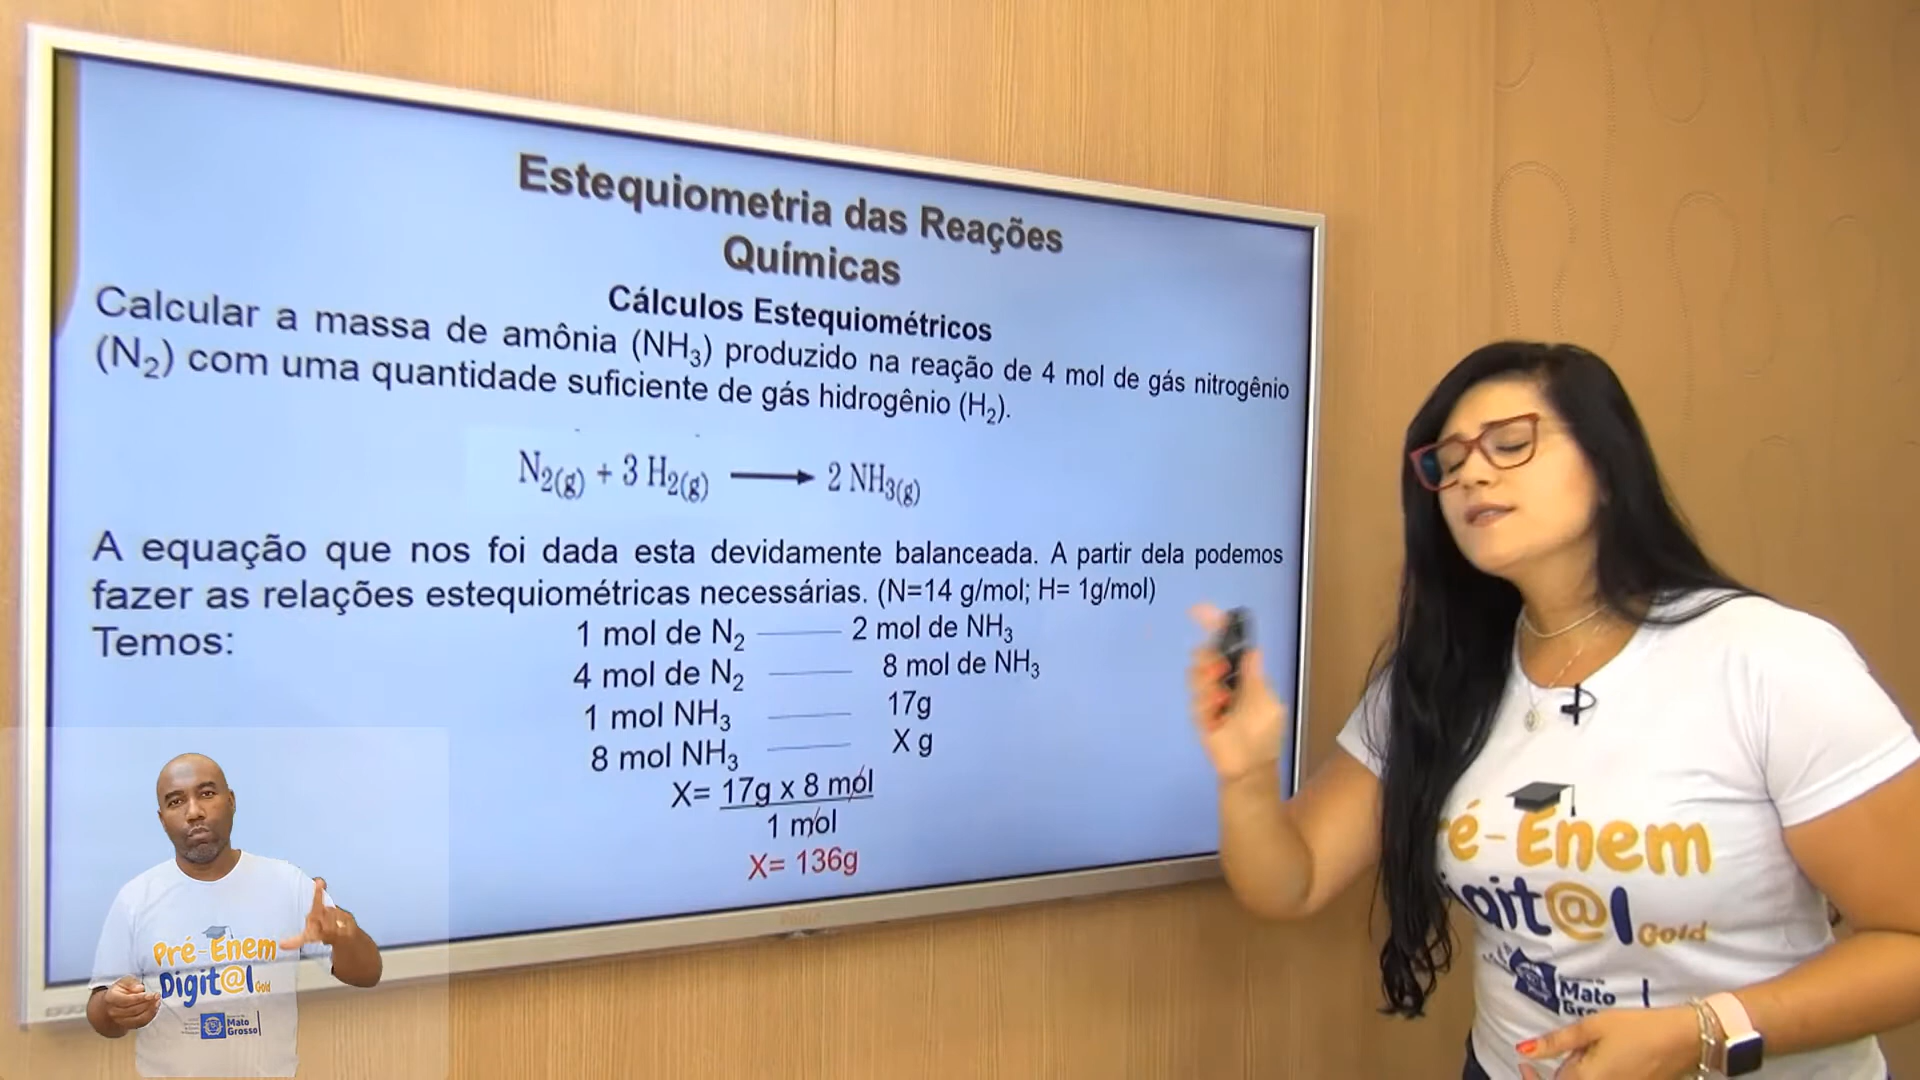 Estequiometria das Reações
Químicas
Cálculos Estequiométricos
Calcular a massa de amônia (NH₃) produzido na reação de 4 mol de gás nitrogênio
(N₂) com uma quantidade suficiente de gás hidrogênio (H₂).
N₂(g) + 3 H₂(g) ⟶ 2 NH₃(g)
A equação que nos foi dada esta devidamente balanceada. A partir dela podemos
fazer as relações estequiométricas necessárias. (N=14 g/mol; H= 1g/mol)
Temos:
1 mol de N₂ —— 2 mol de NH₃
4 mol de N₂ —— 8 mol de NH₃
1 mol NH₃ —— 17g
8 mol NH₃ —— X g
X= 17g x 8 mol
1 mol
X= 136g
Pré-Enem
Digit@l Gold
Mato
Grosso
é-Enem
igit@l Gold
Mato